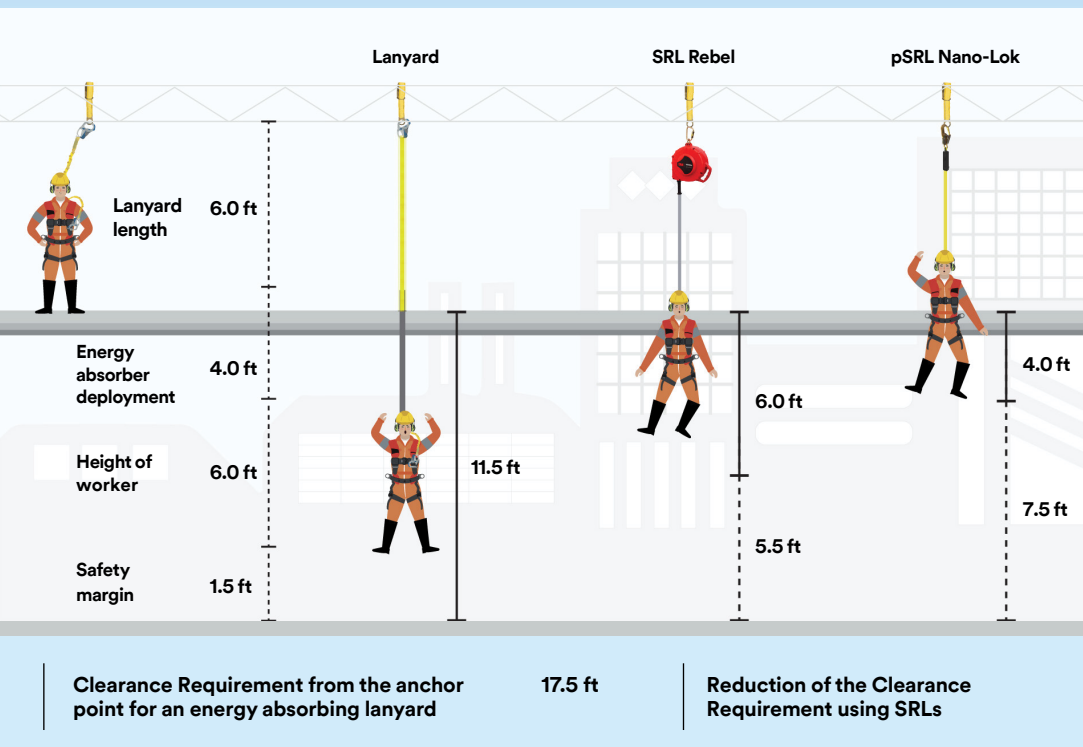 Lanyard
SRL Rebel
pSRL Nano-Lok
Lanyard
length
6.0 ft
Energy
absorber
deployment
4.0 ft
Height of
worker
6.0 ft
Safety
margin
1.5 ft
11.5 ft
6.0 ft
5.5 ft
4.0 ft
7.5 ft
Clearance Requirement from the anchor
point for an energy absorbing lanyard
17.5 ft
Reduction of the Clearance
Requirement using SRLs